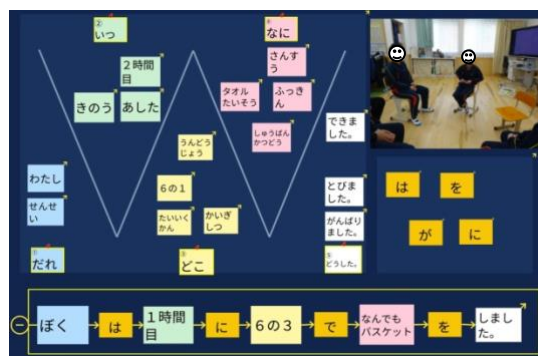 ②
いつ
④
なに
さんす
う
2時間
目
きのう
あした
タオル
たいそう
ふっき
ん
しゅうばん
かつどう
できま
した。
うんどう
じょう
わたし
せんせ
い
6の1
たいいく
かん
かいぎ
しつ
とびま
した。
がんばり
ました。
①
だれ
③
どこ
⑤
どうした。
は
を
が
に
ぼく
は
1時間
目
に
6の3
で
なんでも
バスケット
を
しまし
た。